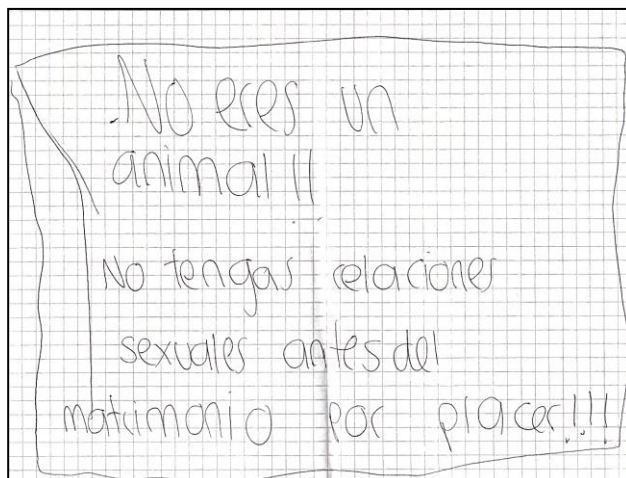 .No eres un
animal!!
No tengas relaciones
sexuales antes del
matrimonio por placer!!!